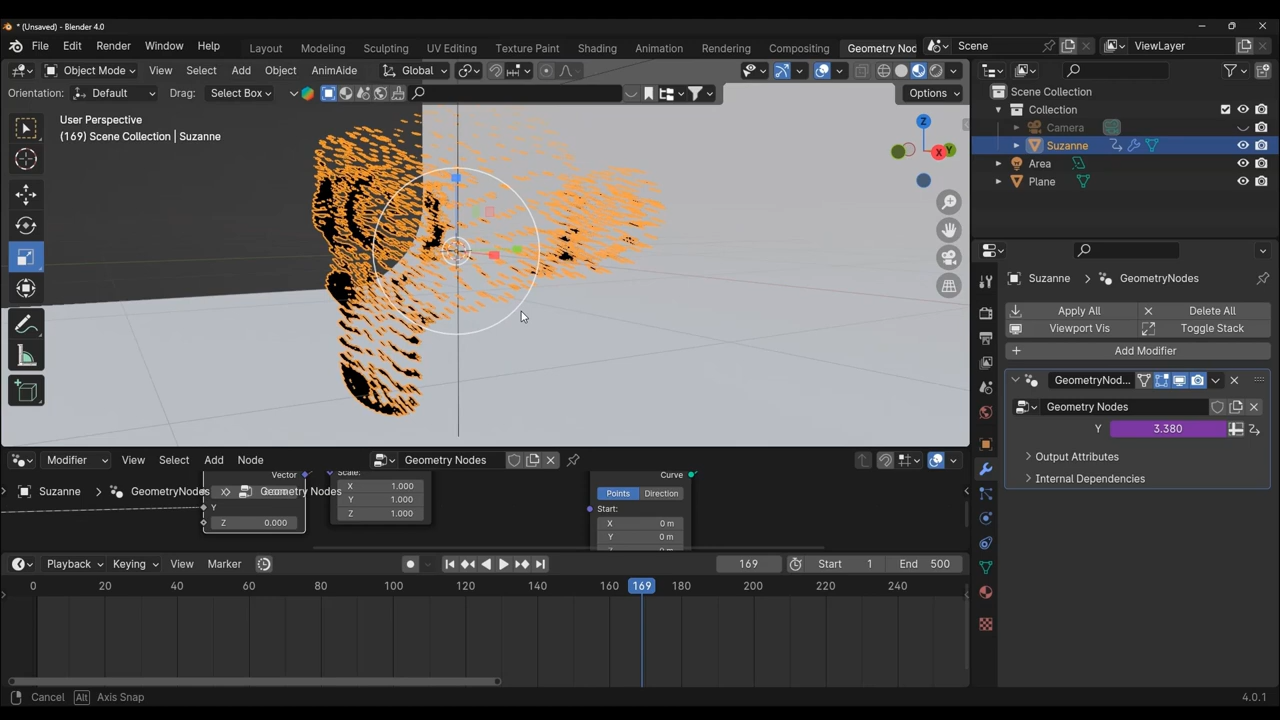 * (Unsaved) - Blender 4.0
File Edit Render Window Help Layout Modeling Sculpting UV Editing Texture Paint Shading Animation Rendering Compositing Geometry Nod Scene ViewLayer
Object Mode View Select Add Object AnimAide Global
Orientation: Default Drag: Select Box Options
User Perspective
(169) Scene Collection | Suzanne
Z
X
Y
Scene Collection
Collection
Camera
Suzanne
Area
Plane
Suzanne GeometryNodes
Apply All Delete All
Viewport Vis Toggle Stack
Add Modifier
GeometryNod...
Geometry Nodes
Y 3.380
Output Attributes
Internal Dependencies
Modifier View Select Add Node Geometry Nodes
Suzanne GeometryNodes Geometry Nodes
Vector
Y
Z 0.000
Scale:
X 1.000
Y 1.000
Z 1.000
Curve
Points Direction
Start:
X 0 m
Y 0 m
Playback Keying View Marker 169 Start 1 End 500
0 20 40 60 80 100 120 140 160 169 180 200 220 240
Cancel Alt Axis Snap
4.0.1